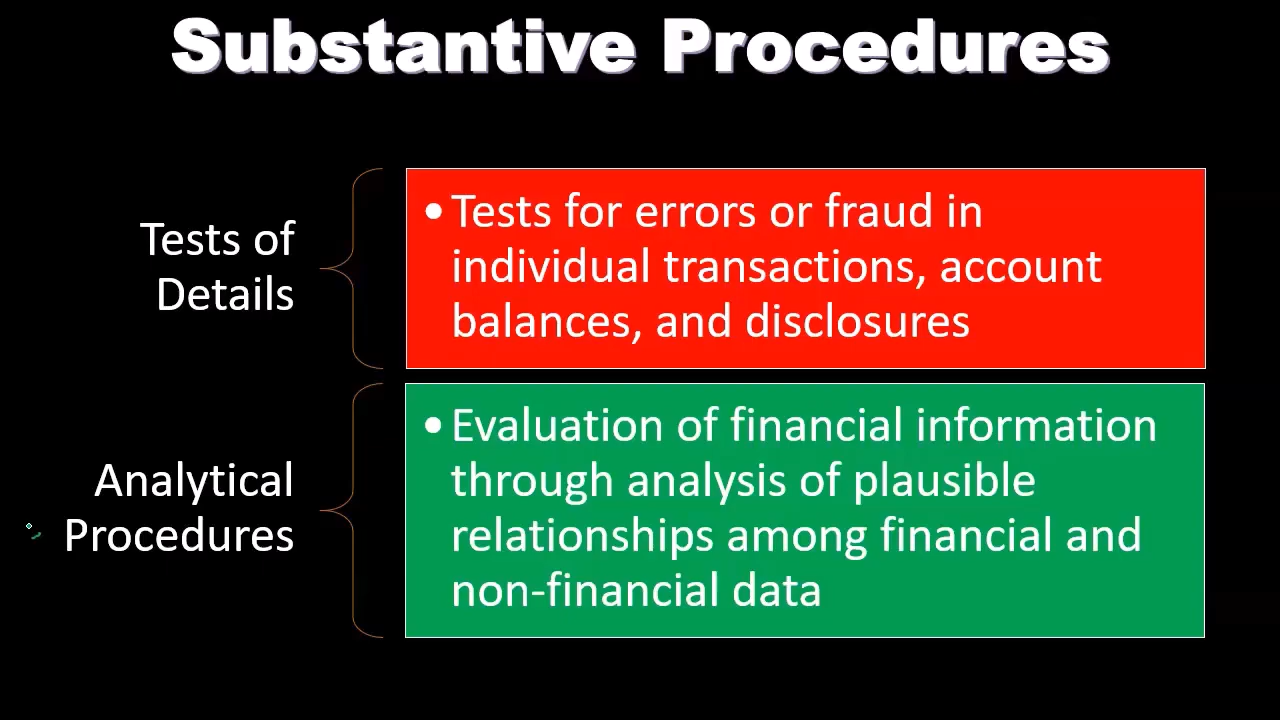 Substantive Procedures
Tests of
Details
• Tests for errors or fraud in
individual transactions, account
balances, and disclosures
Analytical
Procedures
• Evaluation of financial information
through analysis of plausible
relationships among financial and
non-financial data